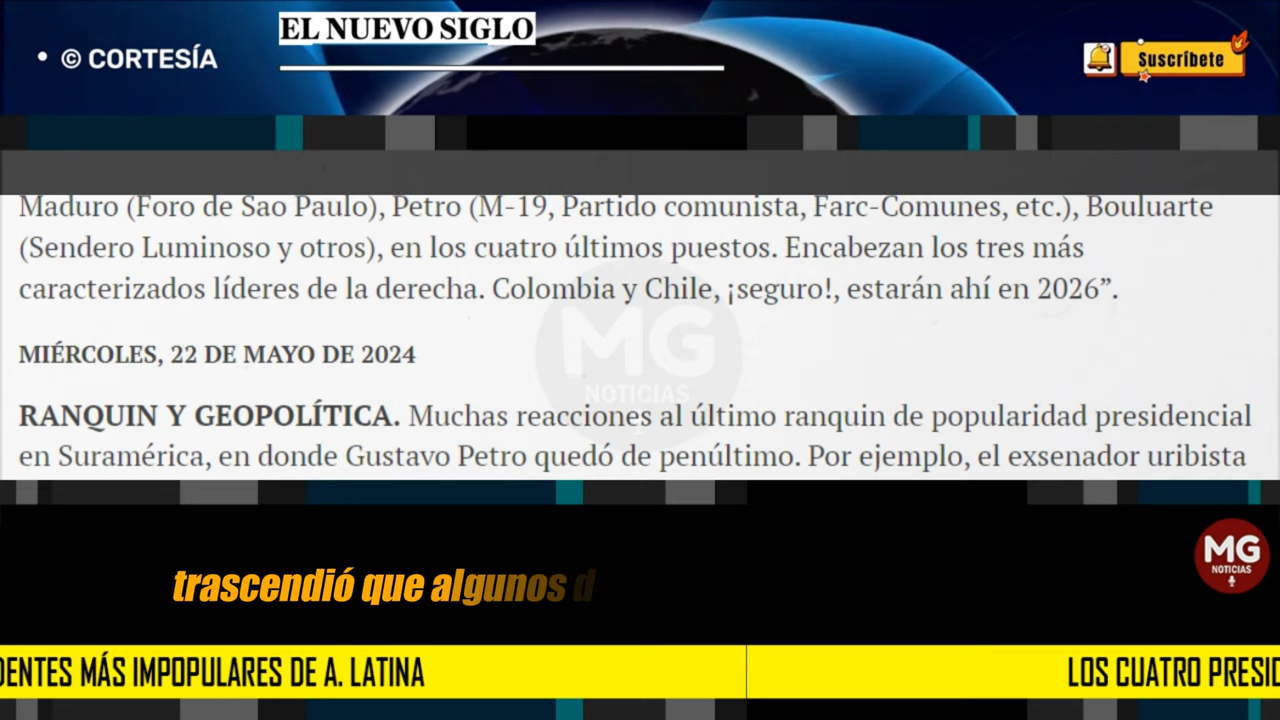 EL NUEVO SIGLO
• © CORTESÍA
Suscríbete
Maduro (Foro de Sao Paulo), Petro (M-19, Partido comunista, Farc-Comunes, etc.), Bouluarte
(Sendero Luminoso y otros), en los cuatro últimos puestos. Encabezan los tres más
caracterizados líderes de la derecha. Colombia y Chile, ¡seguro!, estarán ahí en 2026”.
MIÉRCOLES, 22 DE MAYO DE 2024
RANQUIN Y GEOPOLÍTICA. Muchas reacciones al último ranquin de popularidad presidencial
en Suramérica, en donde Gustavo Petro quedó de penúltimo. Por ejemplo, el exsenador uribista
MG
NOTICIAS
trascendió que algunos d
MG
NOTICIAS
DENTES MÁS IMPOPULARES DE A. LATINA
LOS CUATRO PRESID